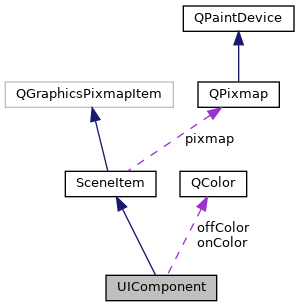 QPaintDevice
QGraphicsPixmapItem
QPixmap
pixmap
SceneItem
QColor
offColor
onColor
UIComponent